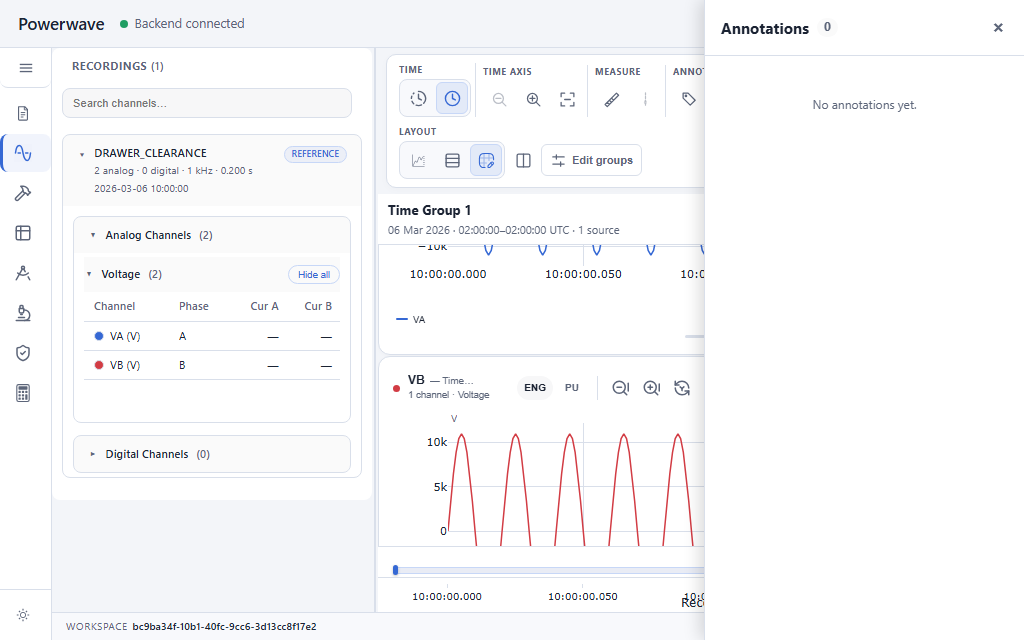 Powerwave
Backend connected
Annotations 0
No annotations yet.
RECORDINGS (1)
Search channels...
DRAWER_CLEARANCE
REFERENCE
2 analog · 0 digital · 1 kHz · 0.200 s
2026-03-06 10:00:00
Analog Channels (2)
Voltage (2)
Hide all
Channel Phase Cur A Cur B
VA (V) A — —
VB (V) B — —
Digital Channels (0)
TIME
TIME AXIS
MEASURE
LAYOUT
Edit groups
Time Group 1
06 Mar 2026 · 02:00:00–02:00:00 UTC · 1 source
−10k
10:00:00.000 10:00:00.050
VA
VB — Time...
1 channel · Voltage
ENG PU
V
10k
5k
0
10:00:00.000 10:00:00.050
WORKSPACE bc9ba34f-10b1-40fc-9cc6-3d13cc8f17e2